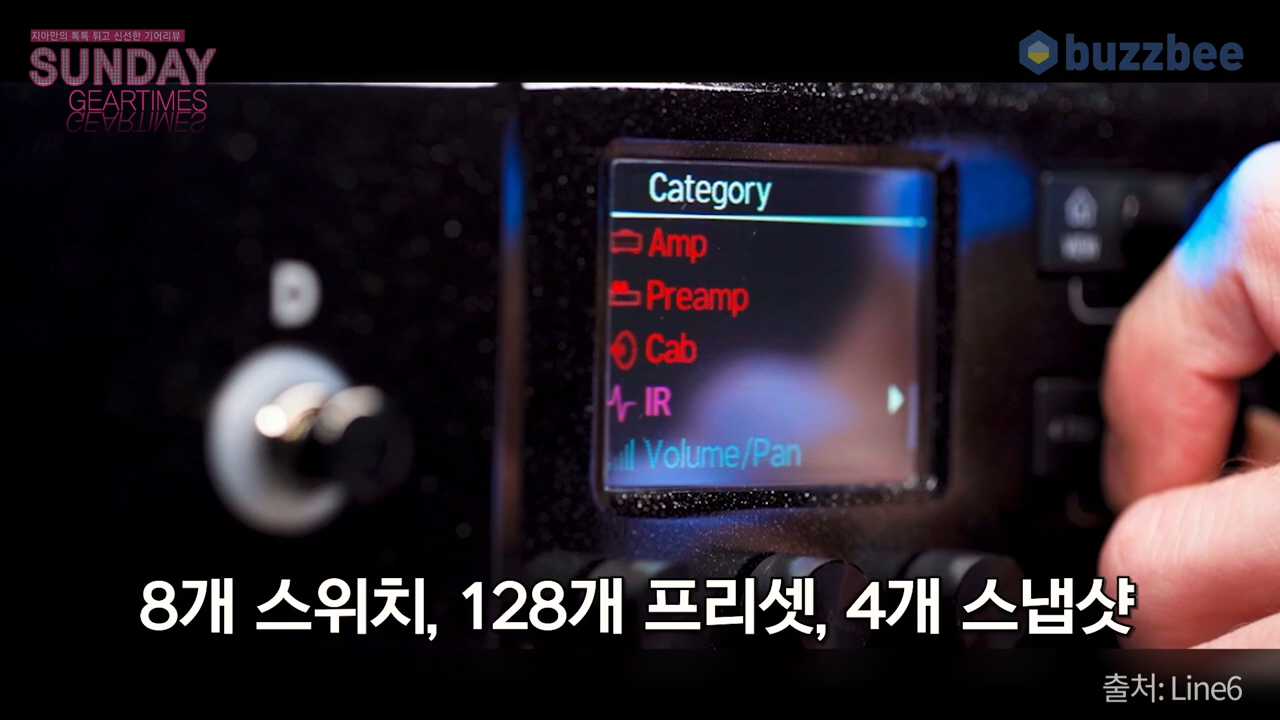 지아만의 톡톡 튀고 신선한 기어리뷰
SUNDAY
GEARTIMES
buzzbee
Category
Amp
Preamp
Cab
IR
Volume/Pan
D
8개 스위치, 128개 프리셋, 4개 스냅샷
출처: Line6